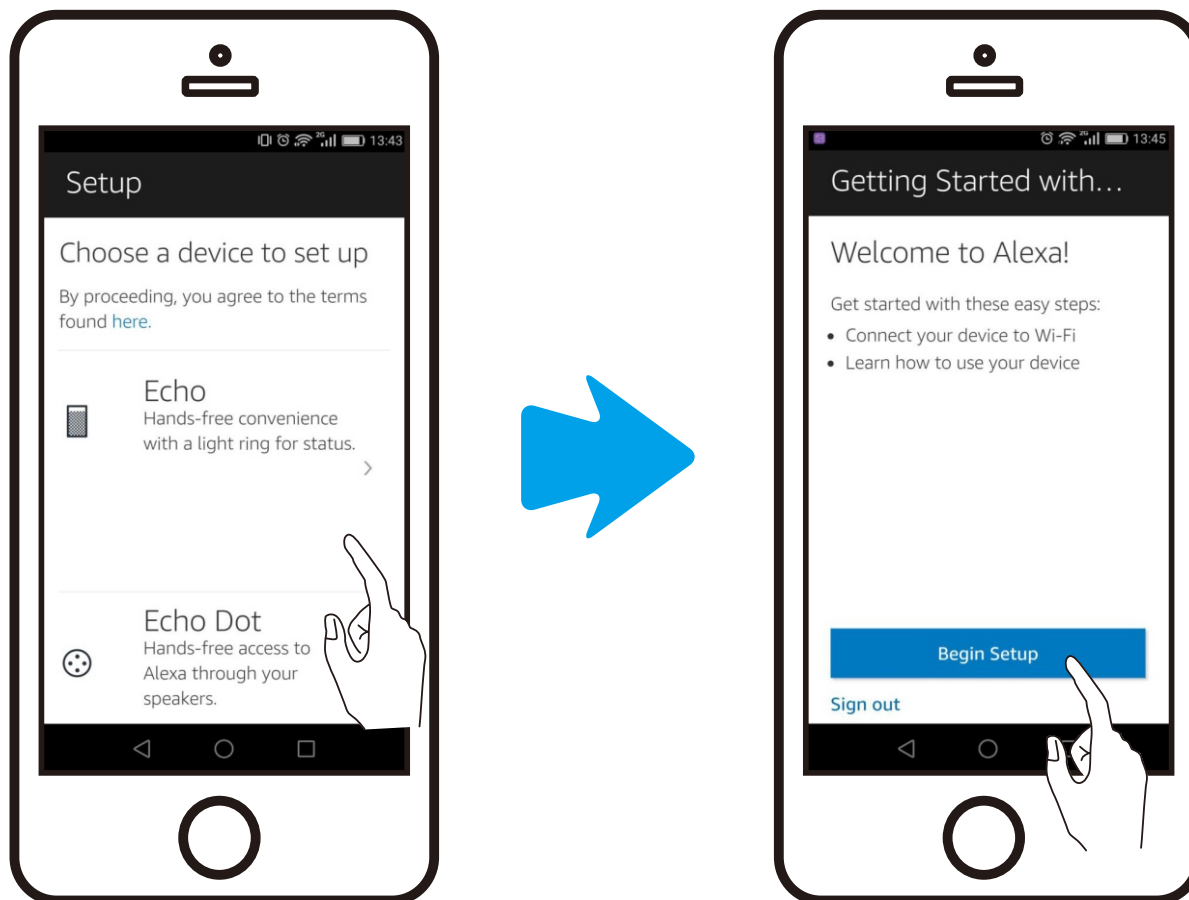 2G 13:43
Setup
Choose a device to set up
By proceeding, you agree to the terms
found here.
Echo
Hands-free convenience
with a light ring for status.
Echo Dot
Hands-free access to
Alexa through your
speakers.
2G 13:45
Getting Started with...
Welcome to Alexa!
Get started with these easy steps:
• Connect your device to Wi-Fi
• Learn how to use your device
Begin Setup
Sign out